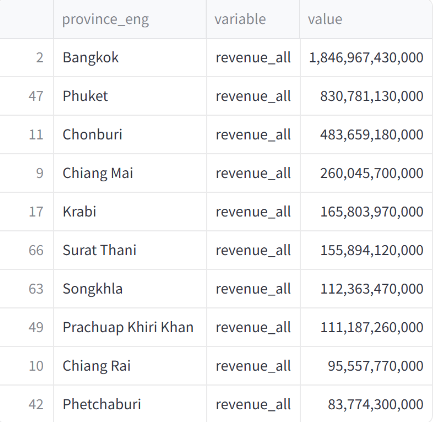 province_eng variable value
2 Bangkok revenue_all 1,846,967,430,000
47 Phuket revenue_all 830,781,130,000
11 Chonburi revenue_all 483,659,180,000
9 Chiang Mai revenue_all 260,045,700,000
17 Krabi revenue_all 165,803,970,000
66 Surat Thani revenue_all 155,894,120,000
63 Songkhla revenue_all 112,363,470,000
49 Prachuap Khiri Khan revenue_all 111,187,260,000
10 Chiang Rai revenue_all 95,557,770,000
42 Phetchaburi revenue_all 83,774,300,000